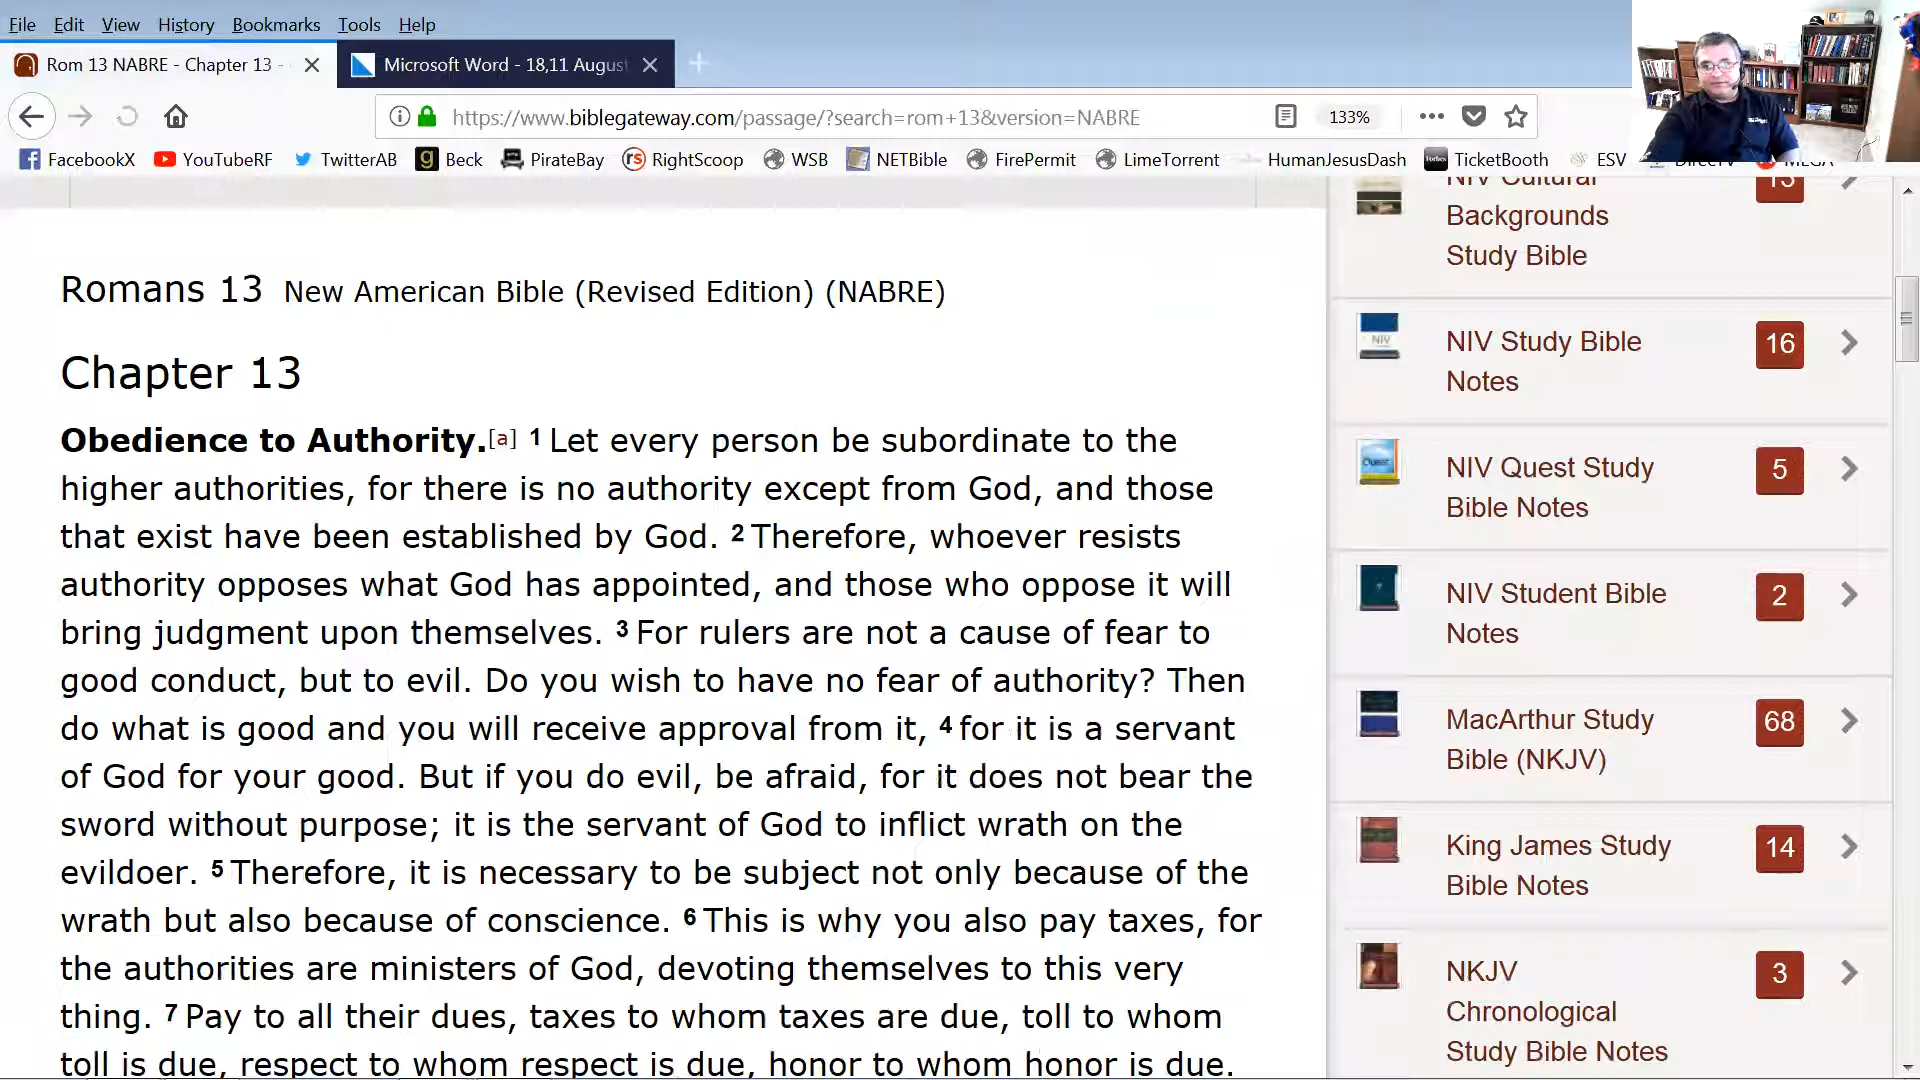 File Edit View History Bookmarks Tools Help
Rom 13 NABRE - Chapter 13 -
Microsoft Word - 18,11 August
https://www.biblegateway.com/passage/?search=rom+13&version=NABRE
133%
FacebookX YouTubeRF TwitterAB Beck PirateBay RightScoop WSB NETBible FirePermit LimeTorrent HumanJesusDash TicketBooth ESV DirecTV MEGA
Romans 13 New American Bible (Revised Edition) (NABRE)
Chapter 13
Obedience to Authority.[a] 1 Let every person be subordinate to the
higher authorities, for there is no authority except from God, and those
that exist have been established by God. 2 Therefore, whoever resists
authority opposes what God has appointed, and those who oppose it will
bring judgment upon themselves. 3 For rulers are not a cause of fear to
good conduct, but to evil. Do you wish to have no fear of authority? Then
do what is good and you will receive approval from it, 4 for it is a servant
of God for your good. But if you do evil, be afraid, for it does not bear the
sword without purpose; it is the servant of God to inflict wrath on the
evildoer. 5 Therefore, it is necessary to be subject not only because of the
wrath but also because of conscience. 6 This is why you also pay taxes, for
the authorities are ministers of God, devoting themselves to this very
thing. 7 Pay to all their dues, taxes to whom taxes are due, toll to whom
toll is due, respect to whom respect is due, honor to whom honor is due.
NIV Cultural
Backgrounds
Study Bible
13
NIV Study Bible
Notes
16
NIV Quest Study
Bible Notes
5
NIV Student Bible
Notes
2
MacArthur Study
Bible (NKJV)
68
King James Study
Bible Notes
14
NKJV
Chronological
Study Bible Notes
3